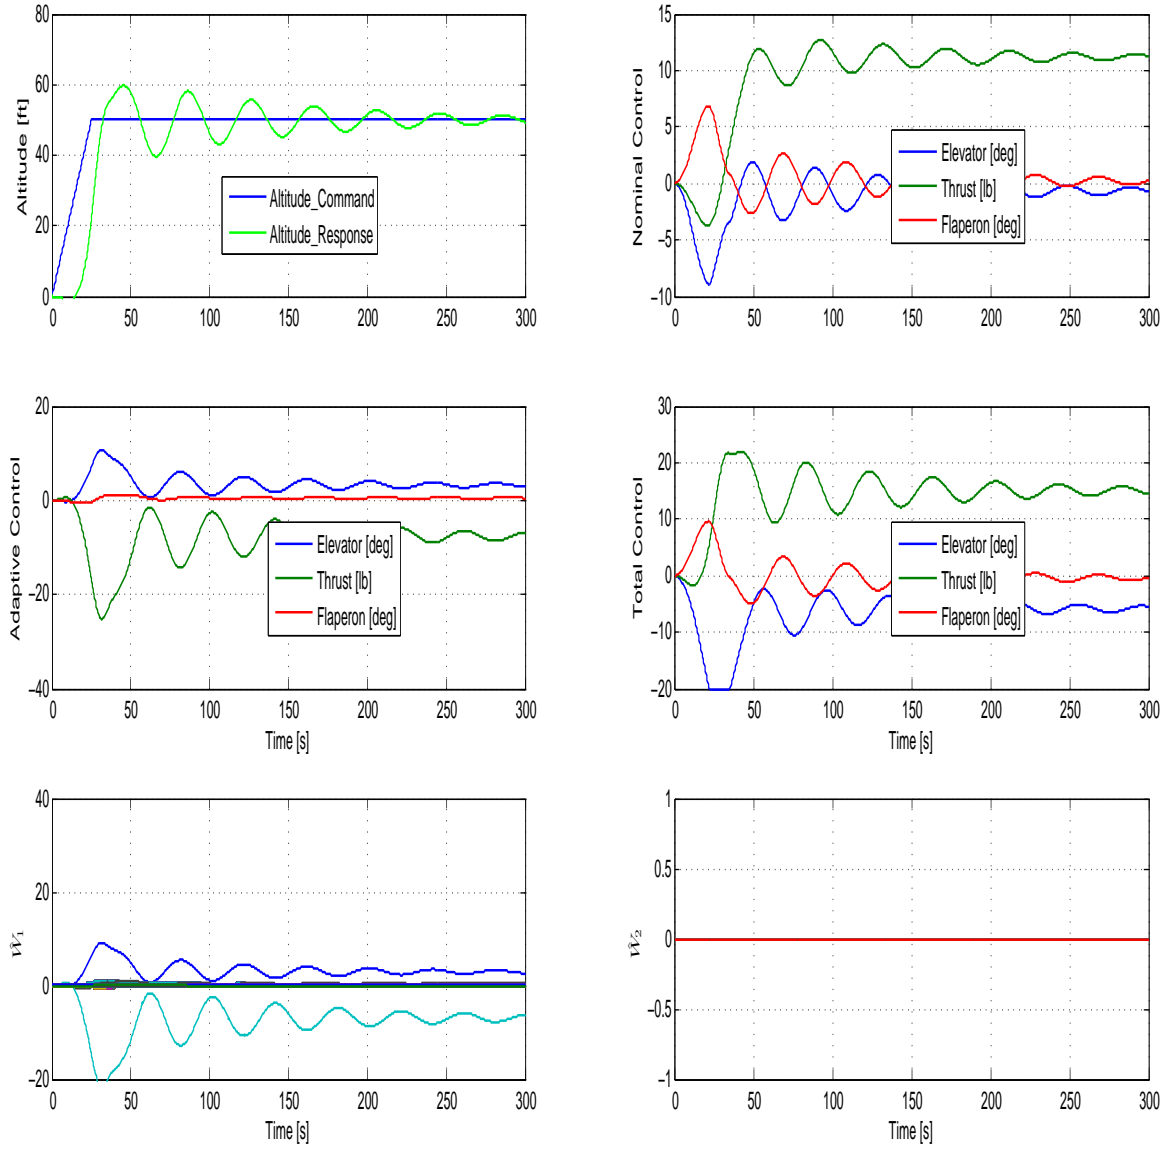 80
60
40
20
0
Altitude [ft]
Altitude_Command
Altitude_Response
0 50 100 150 200 250 300
15
10
5
0
−5
−10
Nominal Control
Elevator [deg]
Thrust [lb]
Flaperon [deg]
0 50 100 150 200 250 300
20
0
−20
−40
Adaptive Control
Elevator [deg]
Thrust [lb]
Flaperon [deg]
0 50 100 150 200 250 300
Time [s]
30
20
10
0
−10
−20
Total Control
Elevator [deg]
Thrust [lb]
Flaperon [deg]
0 50 100 150 200 250 300
Time [s]
40
20
0
−20
Ŵ₁
0 50 100 150 200 250 300
Time [s]
1
0.5
0
−0.5
−1
Ŵ₂
0 50 100 150 200 250 300
Time [s]